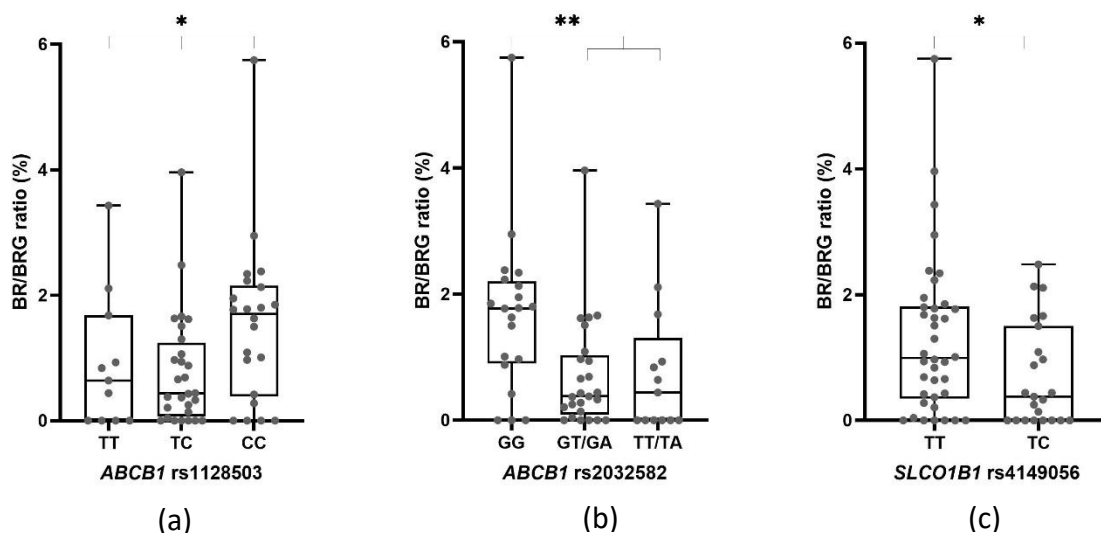 *
6
4
2
0
BR/BRG ratio (%)
TT TC CC
ABCB1 rs1128503
(a)
**
6
4
2
0
BR/BRG ratio (%)
GG GT/GA TT/TA
ABCB1 rs2032582
(b)
*
6
4
2
0
BR/BRG ratio (%)
TT TC
SLCO1B1 rs4149056
(c)